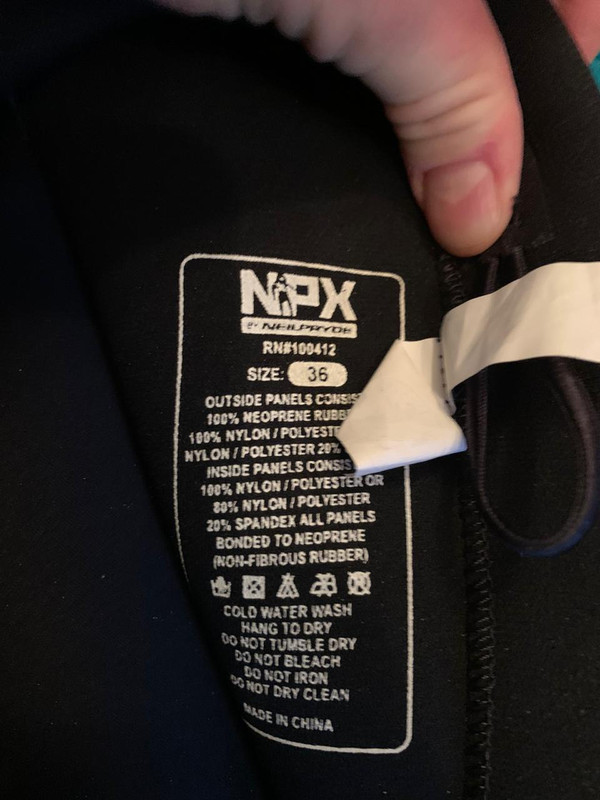 NPX
BY NEILPRYDE
RN#100412
SIZE: 36
OUTSIDE PANELS CONSIS
100% NEOPRENE RUBB
100% NYLON / POLYEST
NYLON / POLYESTER 20%
INSIDE PANELS CONSIS
100% NYLON / POLYESTER OR
80% NYLON / POLYESTER
20% SPANDEX ALL PANELS
BONDED TO NEOPRENE
(NON-FIBROUS RUBBER)
COLD WATER WASH
HANG TO DRY
DO NOT TUMBLE DRY
DO NOT BLEACH
DO NOT IRON
DO NOT DRY CLEAN
MADE IN CHINA